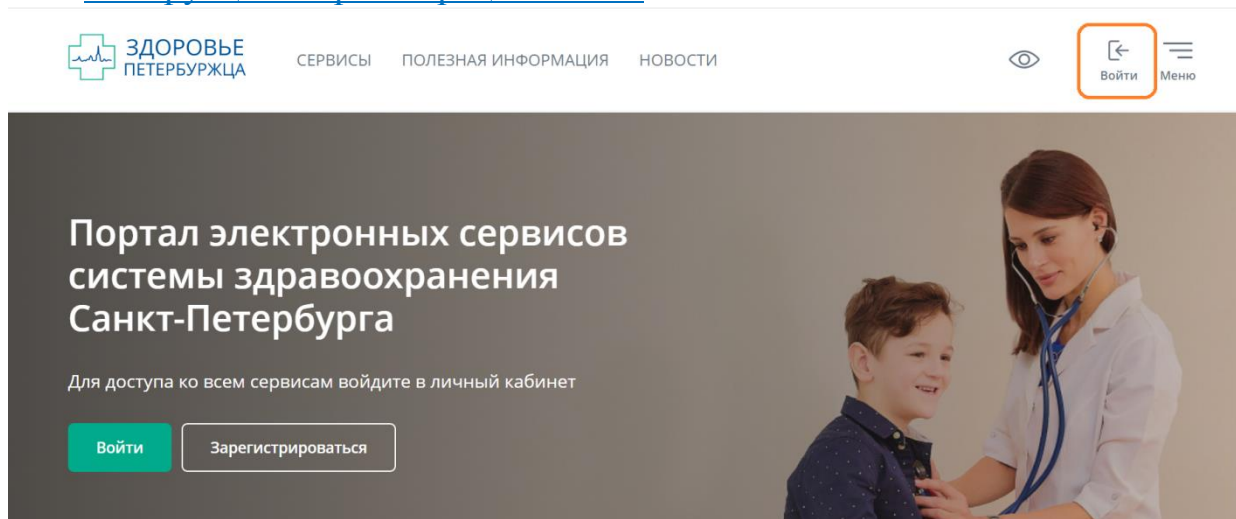 ЗДОРОВЬЕ
ПЕТЕРБУРЖЦА
СЕРВИСЫ ПОЛЕЗНАЯ ИНФОРМАЦИЯ НОВОСТИ
Войти Меню
Портал электронных сервисов
системы здравоохранения
Санкт-Петербурга
Для доступа ко всем сервисам войдите в личный кабинет
Войти Зарегистрироваться